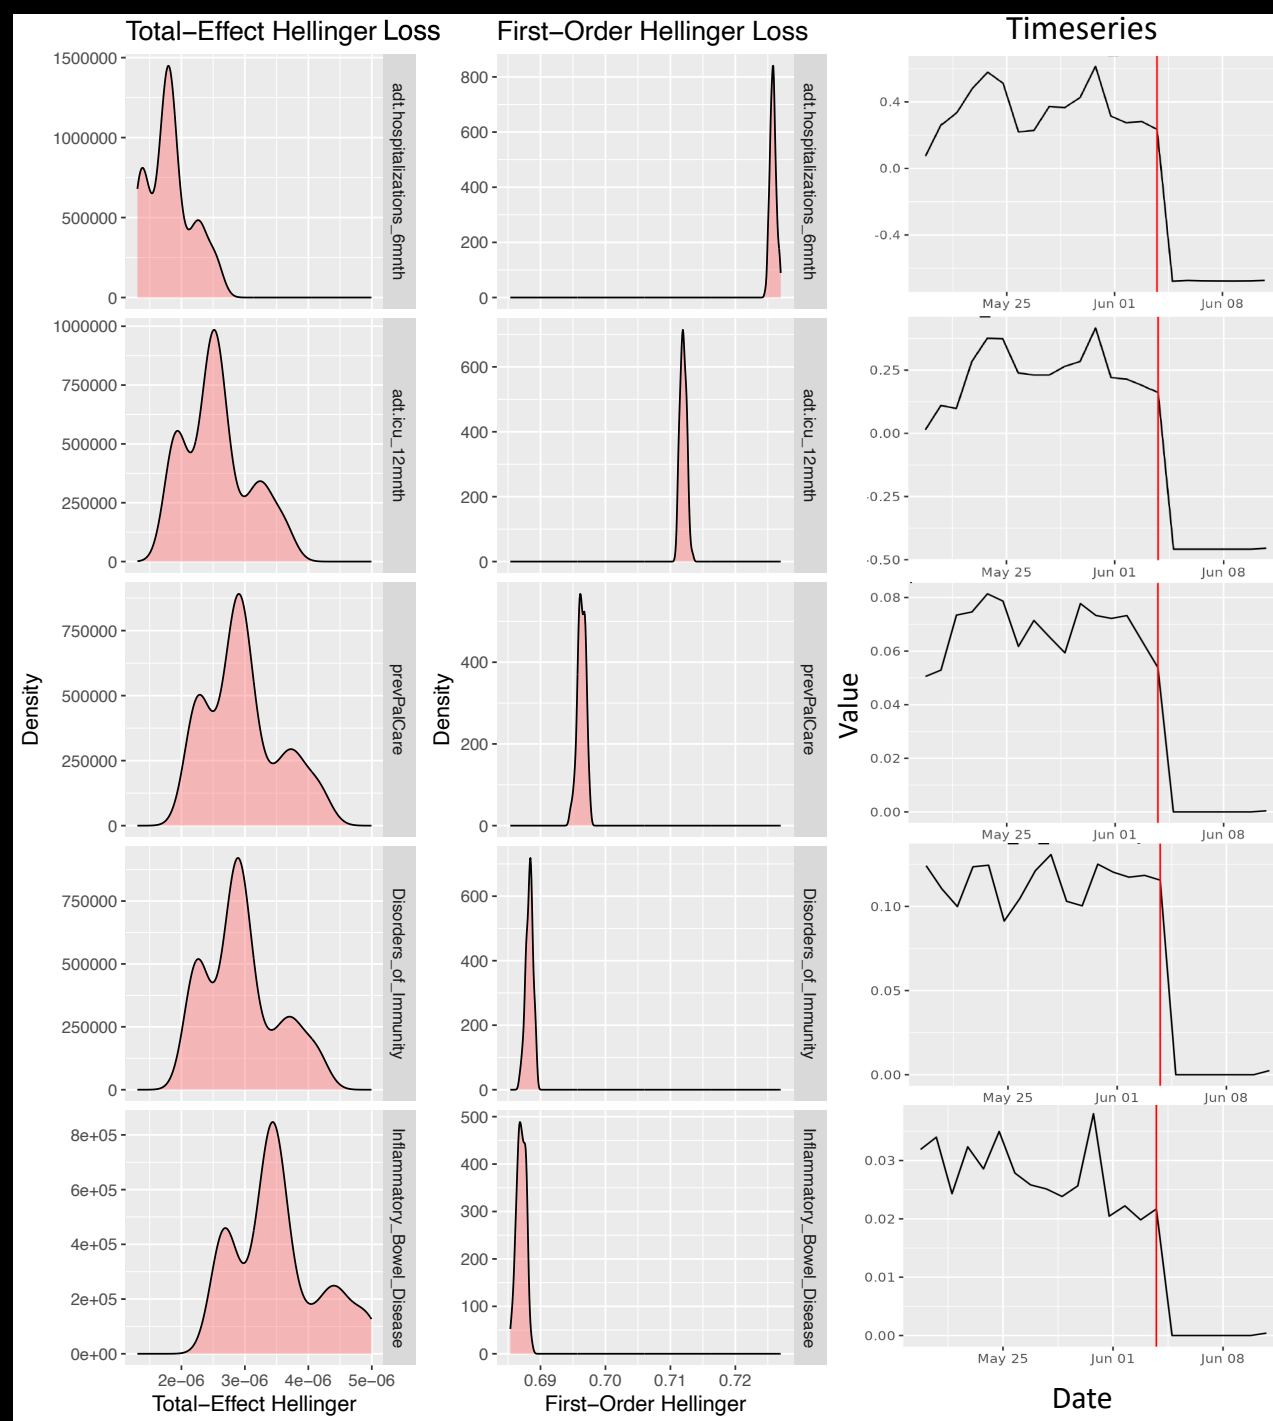 Total−Effect Hellinger Loss
First−Order Hellinger Loss
Timeseries
1500000
1000000
500000
0
adt.hospitalizations_6mnth
800
600
400
200
0
adt.hospitalizations_6mnth
0.4
0.0
-0.4
May 25
Jun 01
Jun 08
1000000
750000
500000
250000
0
adt.icu_12mnth
600
400
200
0
adt.icu_12mnth
0.25
0.00
-0.25
-0.50
May 25
Jun 01
Jun 08
Density
750000
500000
250000
0
prevPalCare
Density
400
200
0
prevPalCare
Value
0.08
0.06
0.04
0.02
0.00
May 25
Jun 01
Jun 08
750000
500000
250000
0
Disorders_of_Immunity
600
400
200
0
Disorders_of_Immunity
0.10
0.05
0.00
May 25
Jun 01
Jun 08
8e+05
6e+05
4e+05
2e+05
0e+00
Inflammatory_Bowel_Disease
2e−06
3e−06
4e−06
5e−06
Total−Effect Hellinger
500
400
300
200
100
0
Inflammatory_Bowel_Disease
0.69
0.70
0.71
0.72
First−Order Hellinger
0.03
0.02
0.01
0.00
May 25
Jun 01
Jun 08
Date